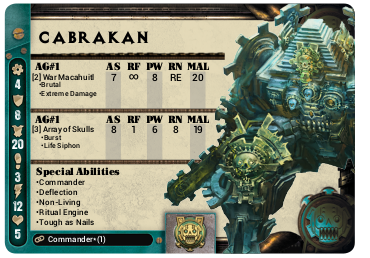 CABRAKAN
AG#1 AS RF PW RN MAL
[2] War Macahuitl 7 ∞ 8 RE 20
•Brutal
•Extreme Damage
AG#1 AS RF PW RN MAL
[3] Array of Skulls 8 1 6 8 19
•Burst
•Life Siphon
Special Abilities
•Commander
•Deflection
•Non-Living
•Ritual Engine
•Tough as Nails
Commander•(1)
4
8
20
3
12
5